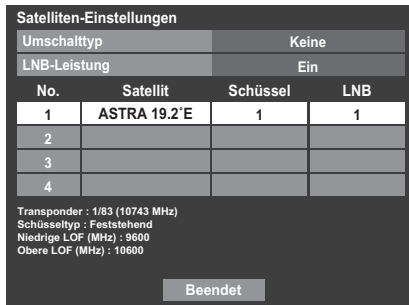 Satelliten-Einstellungen
Umschalttyp Keine
LNB-Leistung Ein
No. Satellit Schüssel LNB
1 ASTRA 19.2°E 1 1
2
3
4
Transponder : 1/83 (10743 MHz)
Schüsseltyp : Feststehend
Niedrige LOF (MHz) : 9600
Obere LOF (MHz) : 10600
Beendet